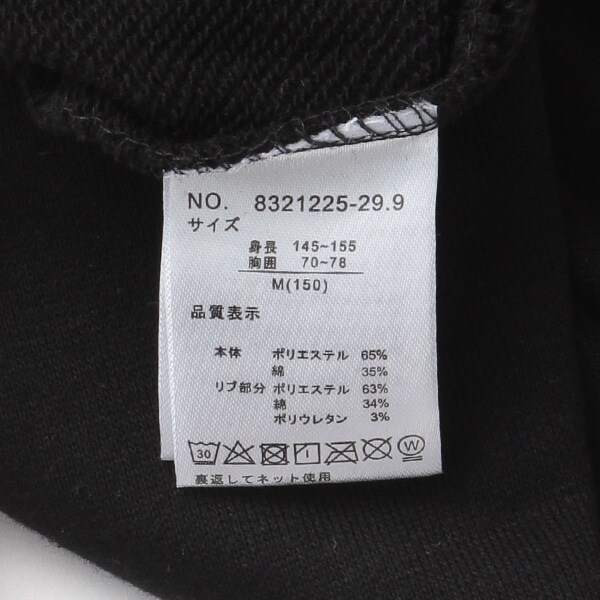 NO. 8321225-29.9
サイズ
身長 145~155
胸囲 70~78
M(150)
品質表示
本体 ポリエステル 65%
綿 35%
リブ部分 ポリエステル 63%
綿 34%
ポリウレタン 3%
30 W
裏返してネット使用